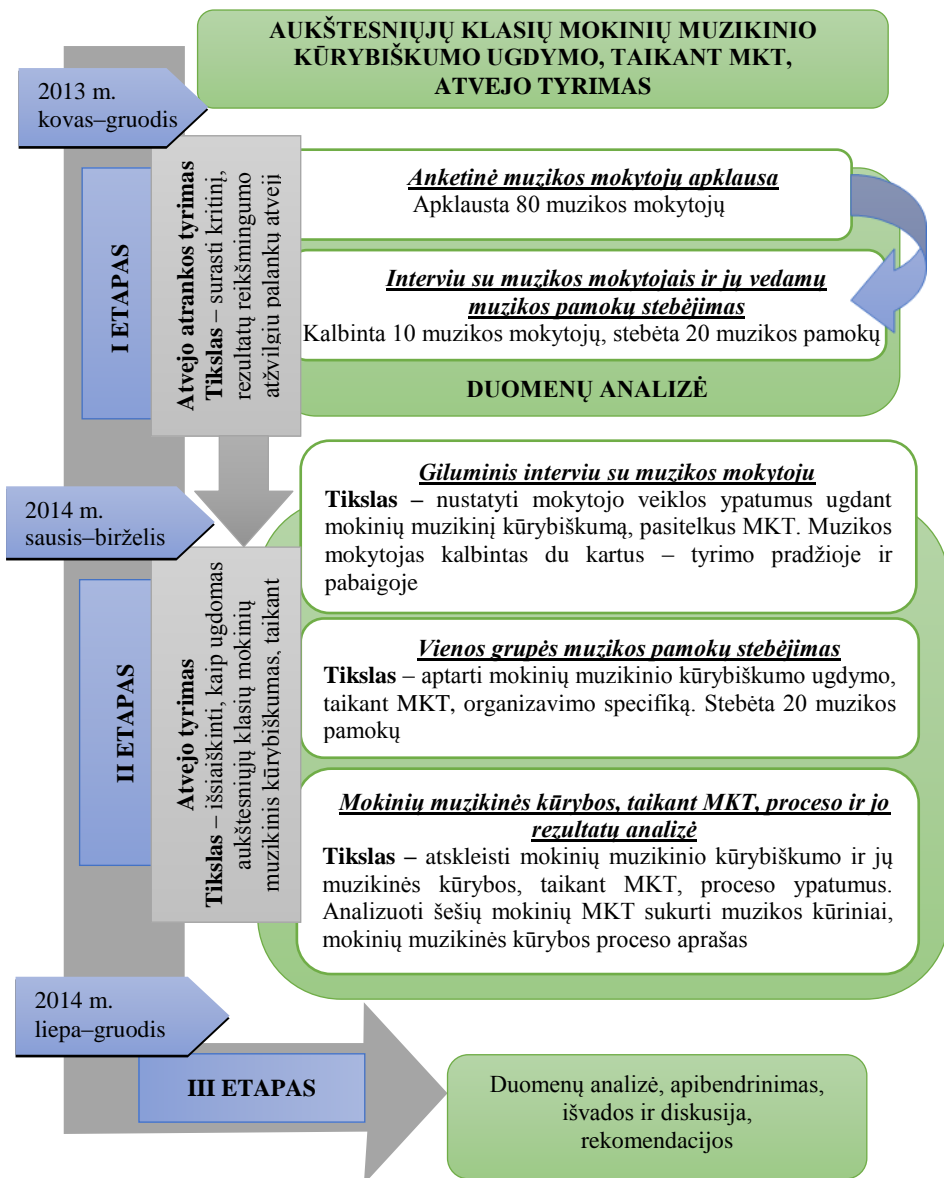 AUKŠTESNIŲJŲ KLASIŲ MOKINIŲ MUZIKINIO
KŪRYBIŠKUMO UGDYMO, TAIKANT MKT,
ATVEJO TYRIMAS
2013 m.
kovas–gruodis
I ETAPAS
Atvejo atrankos tyrimas
Tikslas – surasti kritinį,
rezultatų reikšmingumo
atžvilgiu palankų atvejį
Anketinė muzikos mokytojų apklausa
Apklausta 80 muzikos mokytojų
Interviu su muzikos mokytojais ir jų vedamų
muzikos pamokų stebėjimas
Kalbinta 10 muzikos mokytojų, stebėta 20 muzikos pamokų
DUOMENŲ ANALIZĖ
2014 m.
sausis–birželis
II ETAPAS
Atvejo tyrimas
Tikslas – išsiaiškinti, kaip ugdomas
aukštesniųjų klasių mokinių
muzikinis kūrybiškumas, taikant
Giluminis interviu su muzikos mokytoju
Tikslas – nustatyti mokytojo veiklos ypatumus ugdant
mokinių muzikinį kūrybiškumą, pasitelkus MKT. Muzikos
mokytojas kalbintas du kartus – tyrimo pradžioje ir
pabaigoje
Vienos grupės muzikos pamokų stebėjimas
Tikslas – aptarti mokinių muzikinio kūrybiškumo ugdymo,
taikant MKT, organizavimo specifiką. Stebėta 20 muzikos
pamokų
Mokinių muzikinės kūrybos, taikant MKT, proceso ir jo
rezultatų analizė
Tikslas – atskleisti mokinių muzikinio kūrybiškumo ir jų
muzikinės kūrybos, taikant MKT, proceso ypatumus.
Analizuoti šešių mokinių MKT sukurti muzikos kūriniai,
mokinių muzikinės kūrybos proceso aprašas
2014 m.
liepa–gruodis
III ETAPAS
Duomenų analizė, apibendrinimas,
išvados ir diskusija,
rekomendacijos